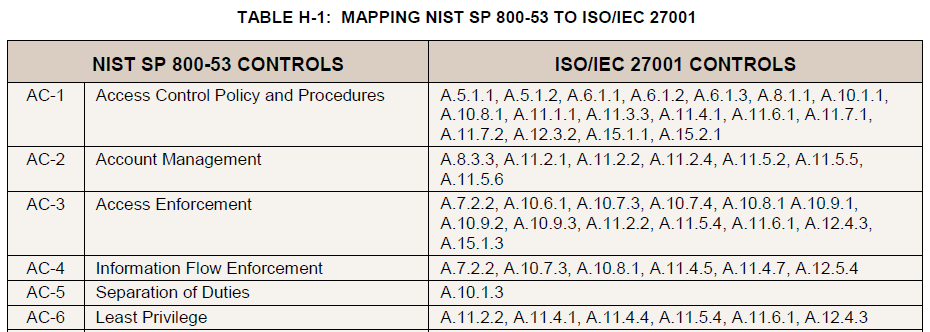 TABLE H-1: MAPPING NIST SP 800-53 TO ISO/IEC 27001
NIST SP 800-53 CONTROLS ISO/IEC 27001 CONTROLS
AC-1 Access Control Policy and Procedures A.5.1.1, A.5.1.2, A.6.1.1, A.6.1.2, A.6.1.3, A.8.1.1, A.10.1.1,
A.10.8.1, A.11.1.1, A.11.3.3, A.11.4.1, A.11.6.1, A.11.7.1,
A.11.7.2, A.12.3.2, A.15.1.1, A.15.2.1
AC-2 Account Management A.8.3.3, A.11.2.1, A.11.2.2, A.11.2.4, A.11.5.2, A.11.5.5,
A.11.5.6
AC-3 Access Enforcement A.7.2.2, A.10.6.1, A.10.7.3, A.10.7.4, A.10.8.1 A.10.9.1,
A.10.9.2, A.10.9.3, A.11.2.2, A.11.5.4, A.11.6.1, A.12.4.3,
A.15.1.3
AC-4 Information Flow Enforcement A.7.2.2, A.10.7.3, A.10.8.1, A.11.4.5, A.11.4.7, A.12.5.4
AC-5 Separation of Duties A.10.1.3
AC-6 Least Privilege A.11.2.2, A.11.4.1, A.11.4.4, A.11.5.4, A.11.6.1, A.12.4.3